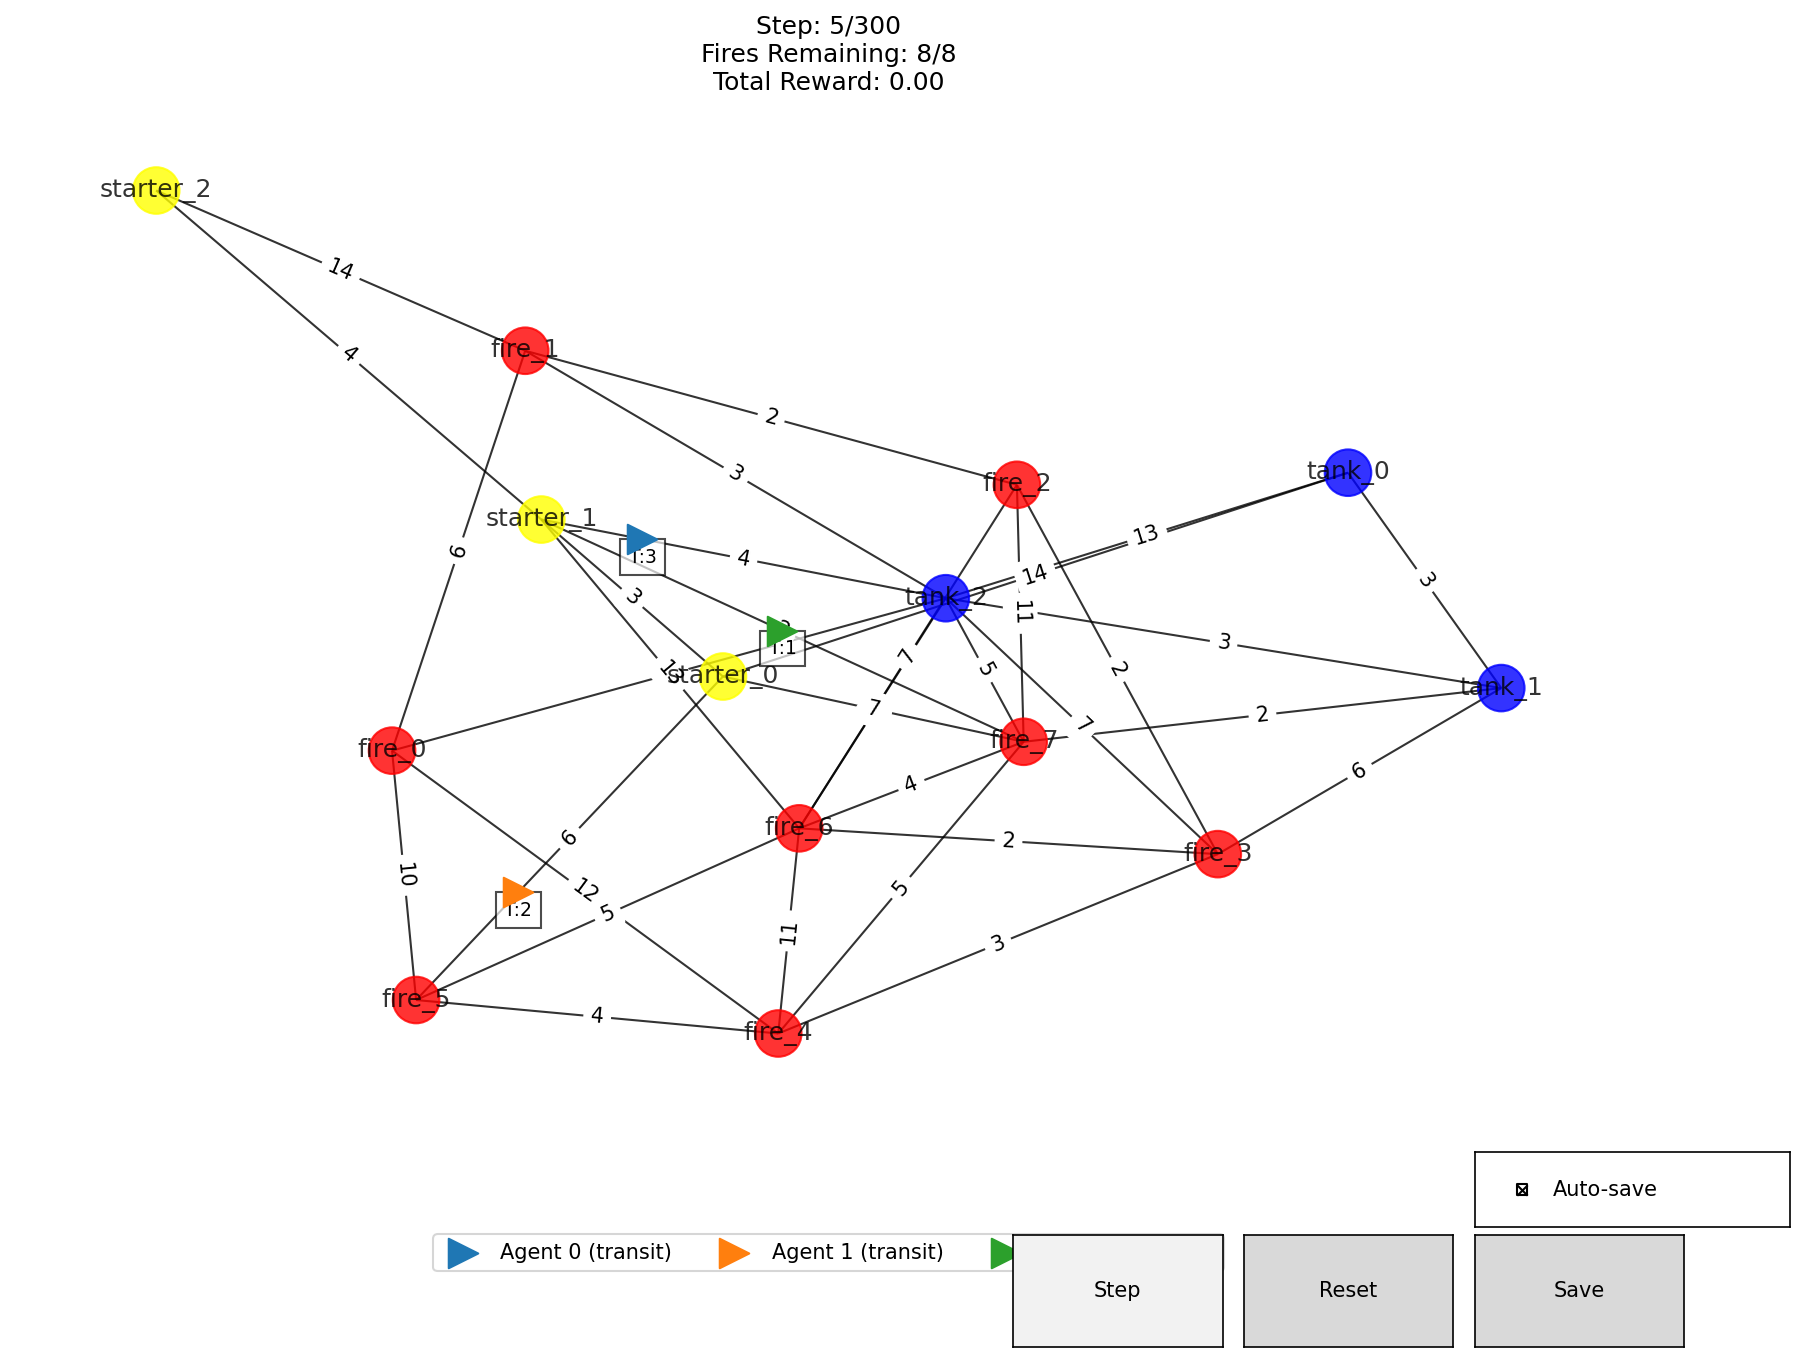 Step: 5/300
Fires Remaining: 8/8
Total Reward: 0.00
starter_2
14
4
fire_1
2
3
fire_2
tank_0
starter_1
13
6
T:3
4
14
3
3
11
T:1
3
7
5
2
starter_0
tank_2
tank_1
7
2
7
fire_0
fire_7
4
6
fire_6
2
fire_3
6
10
12
5
5
T:2
11
3
fire_5
4
fire_4
Auto-save
Agent 0 (transit)
Agent 1 (transit)
Step
Reset
Save